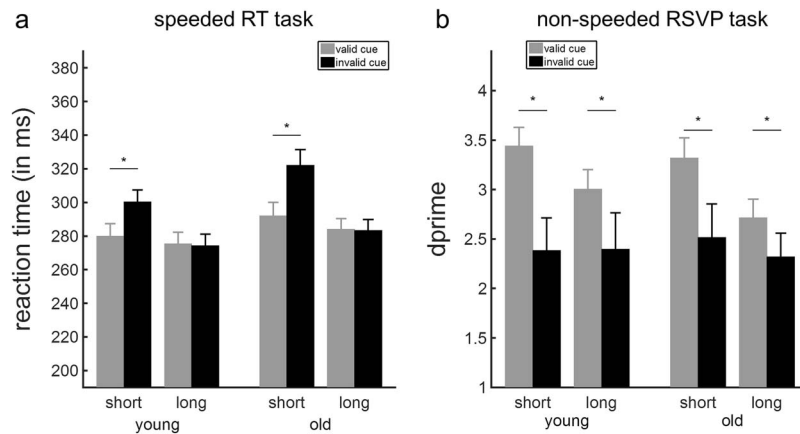 a
speeded RT task
valid cue
invalid cue
reaction time (in ms)
380
360
340
320
300
280
260
240
220
200
*
*
short
long
short
long
young
old
b
non-speeded RSVP task
valid cue
invalid cue
dprime
4
3.5
3
2.5
2
1.5
1
*
*
*
*
short
long
short
long
young
old